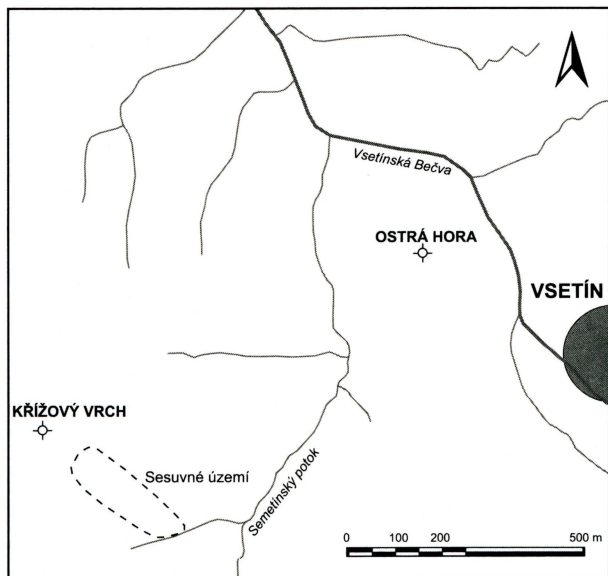 Vsetínská Bečva
OSTRÁ HORA
VSETÍN
KŘÍŽOVÝ VRCH
Sesuvné území
Semetínský potok
0 100 200 500 m